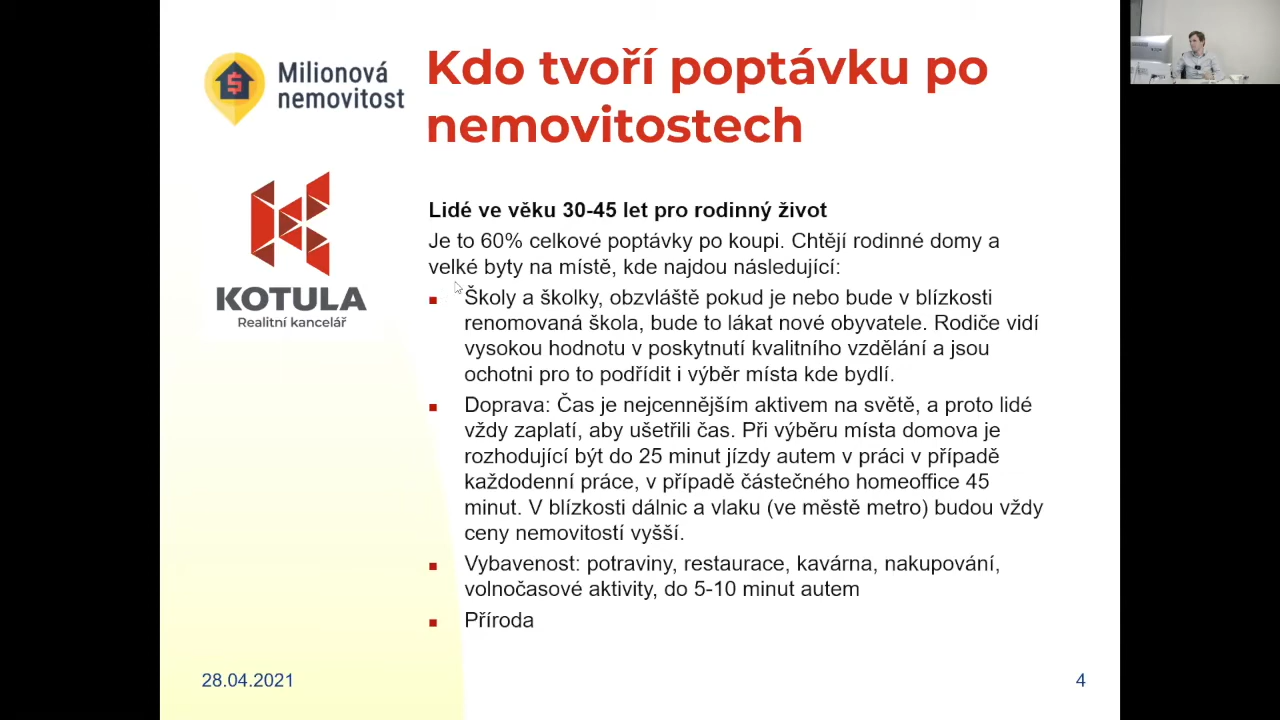 Milionová
nemovitost
Kdo tvoří poptávku po
nemovitostech
KOTULA
Realitní kancelář
Lidé ve věku 30-45 let pro rodinný život
Je to 60% celkové poptávky po koupi. Chtějí rodinné domy a
velké byty na místě, kde najdou následující:
Školy a školky, obzvláště pokud je nebo bude v blízkosti
renomovaná škola, bude to lákat nové obyvatele. Rodiče vidí
vysokou hodnotu v poskytnutí kvalitního vzdělání a jsou
ochotni pro to podřídit i výběr místa kde bydlí.
Doprava: Čas je nejcennějším aktivem na světě, a proto lidé
vždy zaplatí, aby ušetřili čas. Při výběru místa domova je
rozhodující být do 25 minut jízdy autem v práci v případě
každodenní práce, v případě částečného homeoffice 45
minut. V blízkosti dálnic a vlaku (ve městě metro) budou vždy
ceny nemovitostí vyšší.
Vybavenost: potraviny, restaurace, kavárna, nakupování,
volnočasové aktivity, do 5-10 minut autem
Příroda
28.04.2021
4